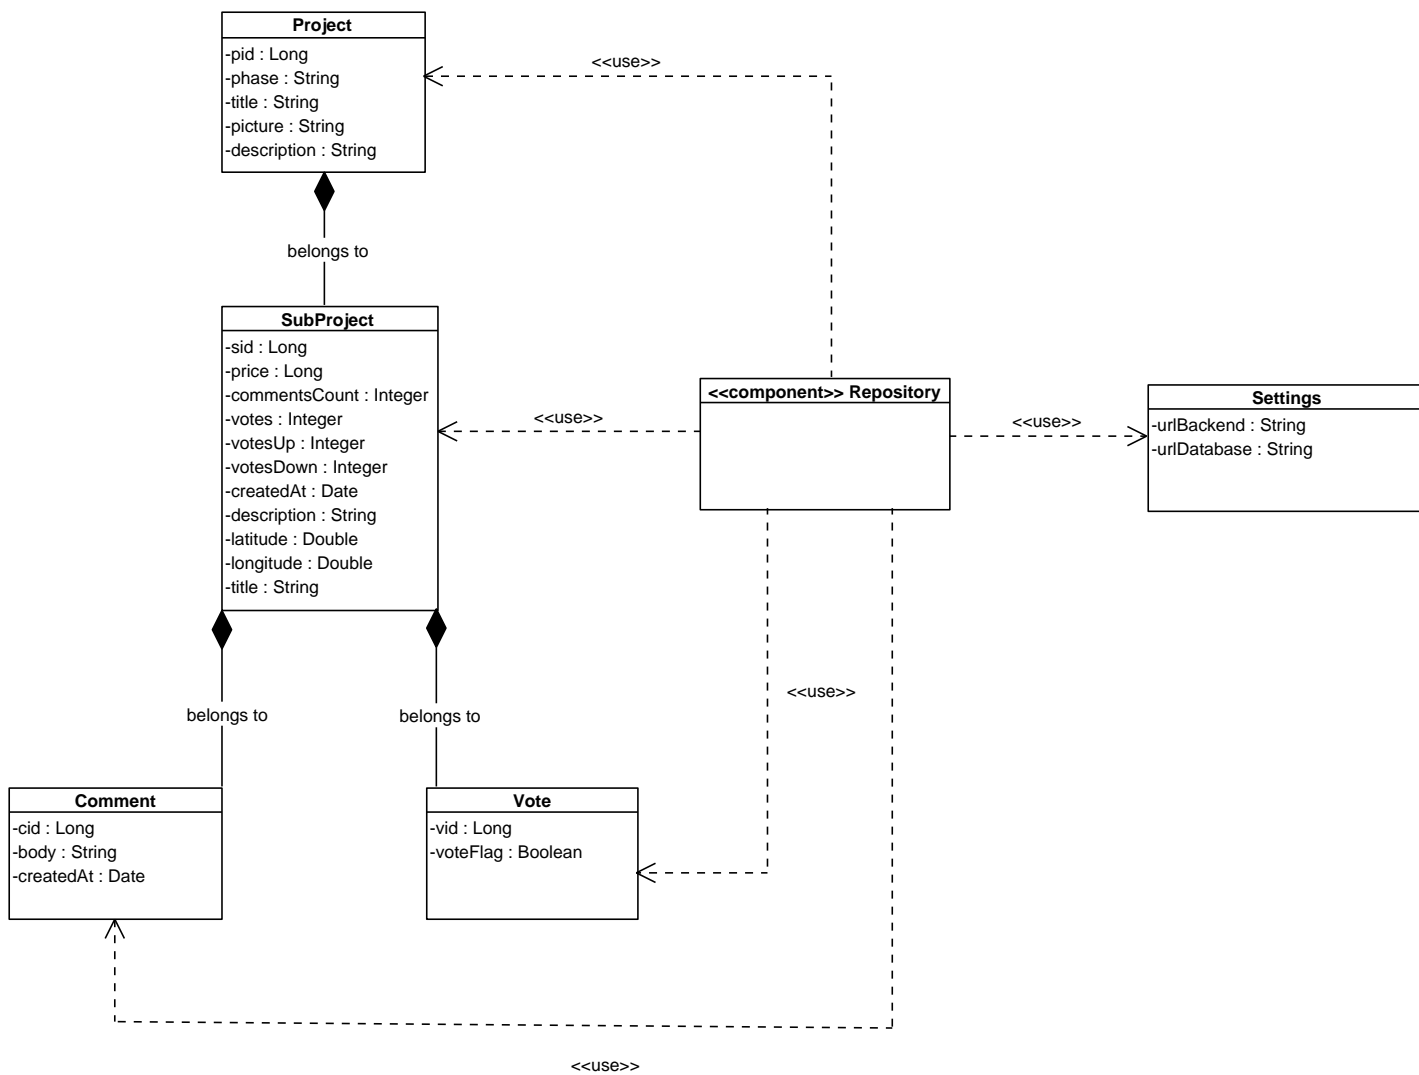 Project
-pid : Long
-phase : String
-title : String
-picture : String
-description : String
<<use>>
belongs to
SubProject
-sid : Long
-price : Long
-commentsCount : Integer
-votes : Integer
-votesUp : Integer
-votesDown : Integer
-createdAt : Date
-description : String
-latitude : Double
-longitude : Double
-title : String
<<use>>
<<component>> Repository
<<use>>
Settings
-urlBackend : String
-urlDatabase : String
belongs to
belongs to
<<use>>
Comment
-cid : Long
-body : String
-createdAt : Date
Vote
-vid : Long
-voteFlag : Boolean
<<use>>